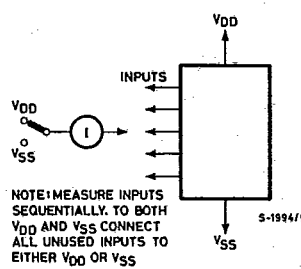 VDD
INPUTS
VDD
I
VSS
NOTE: MEASURE INPUTS
SEQUENTIALLY. TO BOTH
VDD AND VSS CONNECT
ALL UNUSED INPUTS TO
EITHER VDD OR VSS
S-1994/
VSS